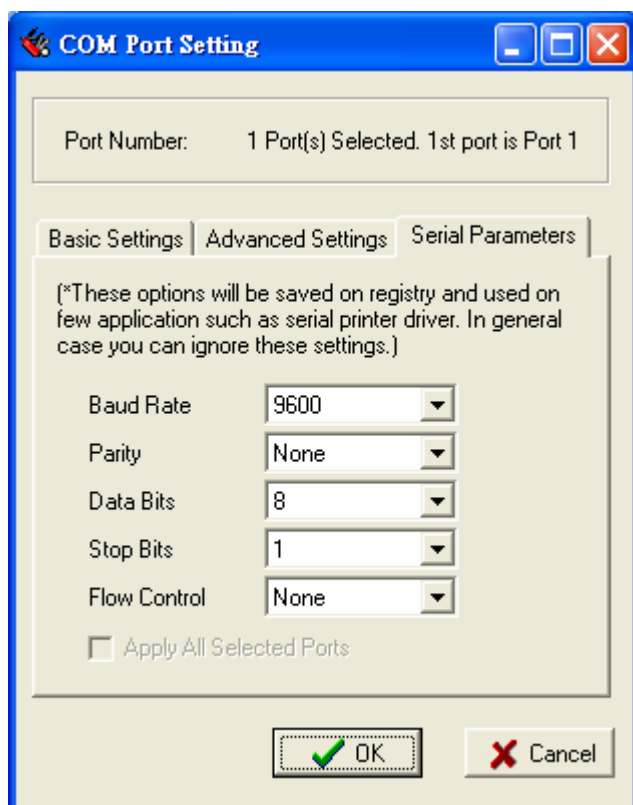 COM Port Setting
Port Number: 1 Port(s) Selected. 1st port is Port 1
Basic Settings Advanced Settings Serial Parameters
(*These options will be saved on registry and used on
few application such as serial printer driver. In general
case you can ignore these settings.)
Baud Rate 9600
Parity None
Data Bits 8
Stop Bits 1
Flow Control None
Apply All Selected Ports
OK Cancel